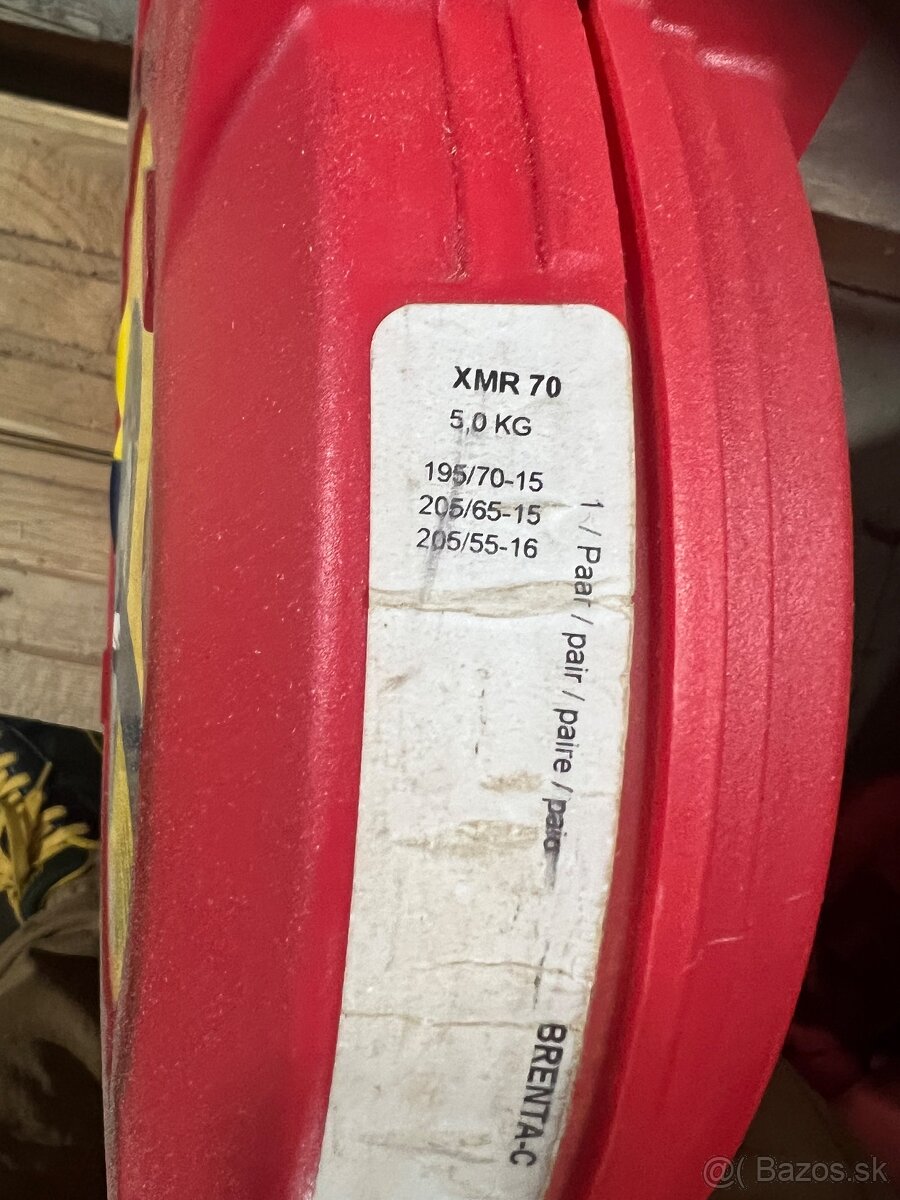 XMR 70
5,0 KG
195/70-15
205/65-15
205/55-16
1 / Paar / pair / paire / paio
BRENTA-C
@( Bazos.sk